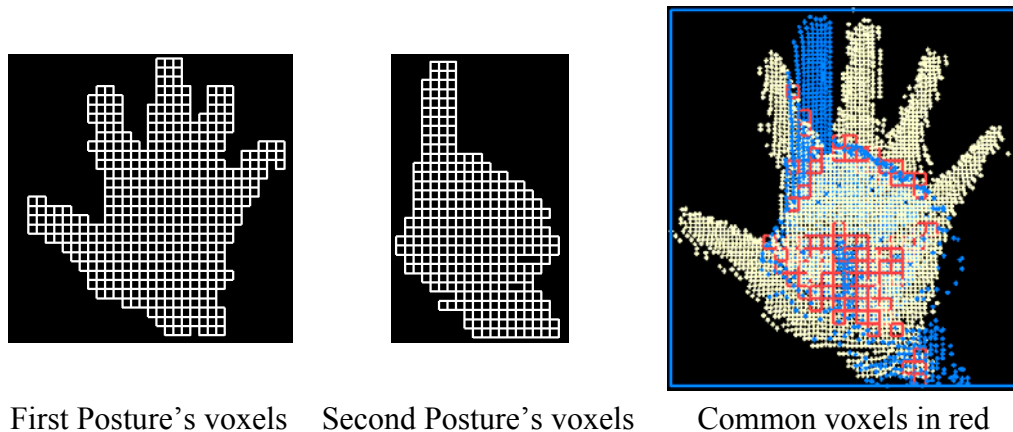 First Posture's voxels
Second Posture's voxels
Common voxels in red